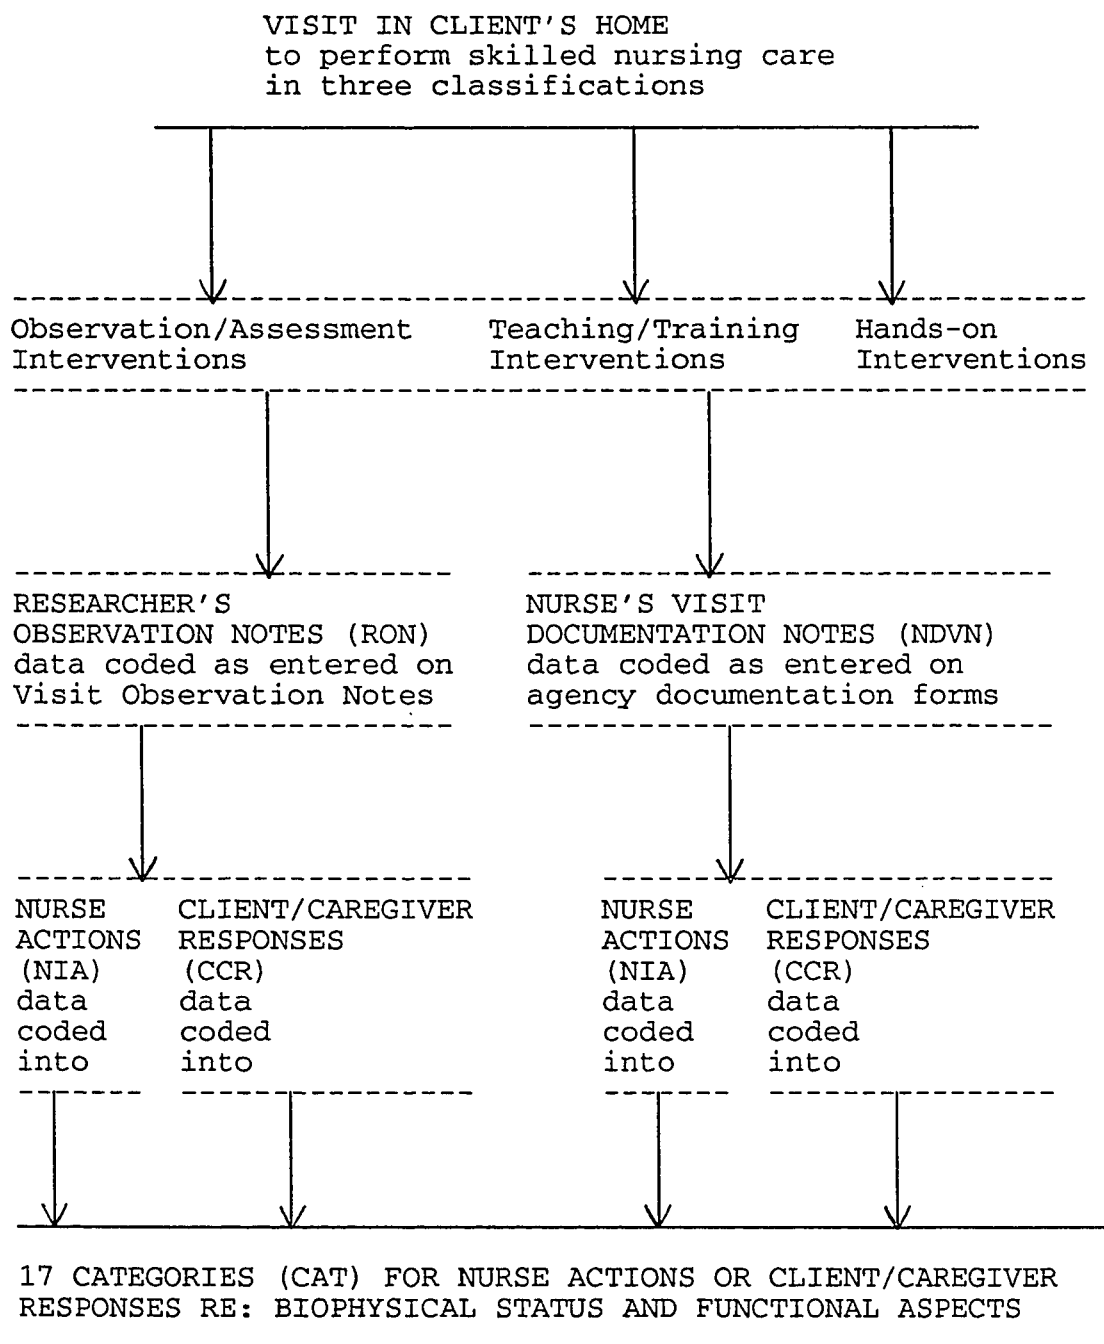 VISIT IN CLIENT'S HOME
to perform skilled nursing care
in three classifications
Observation/Assessment
Interventions
Teaching/Training
Interventions
Hands-on
Interventions
RESEARCHER'S
OBSERVATION NOTES (RON)
data coded as entered on
Visit Observation Notes
NURSE'S VISIT
DOCUMENTATION NOTES (NDVN)
data coded as entered on
agency documentation forms
NURSE
ACTIONS
(NIA)
data
coded
into
CLIENT/CAREGIVER
RESPONSES
(CCR)
data
coded
into
NURSE
ACTIONS
(NIA)
data
coded
into
CLIENT/CAREGIVER
RESPONSES
(CCR)
data
coded
into
17 CATEGORIES (CAT) FOR NURSE ACTIONS OR CLIENT/CAREGIVER
RESPONSES RE: BIOPHYSICAL STATUS AND FUNCTIONAL ASPECTS